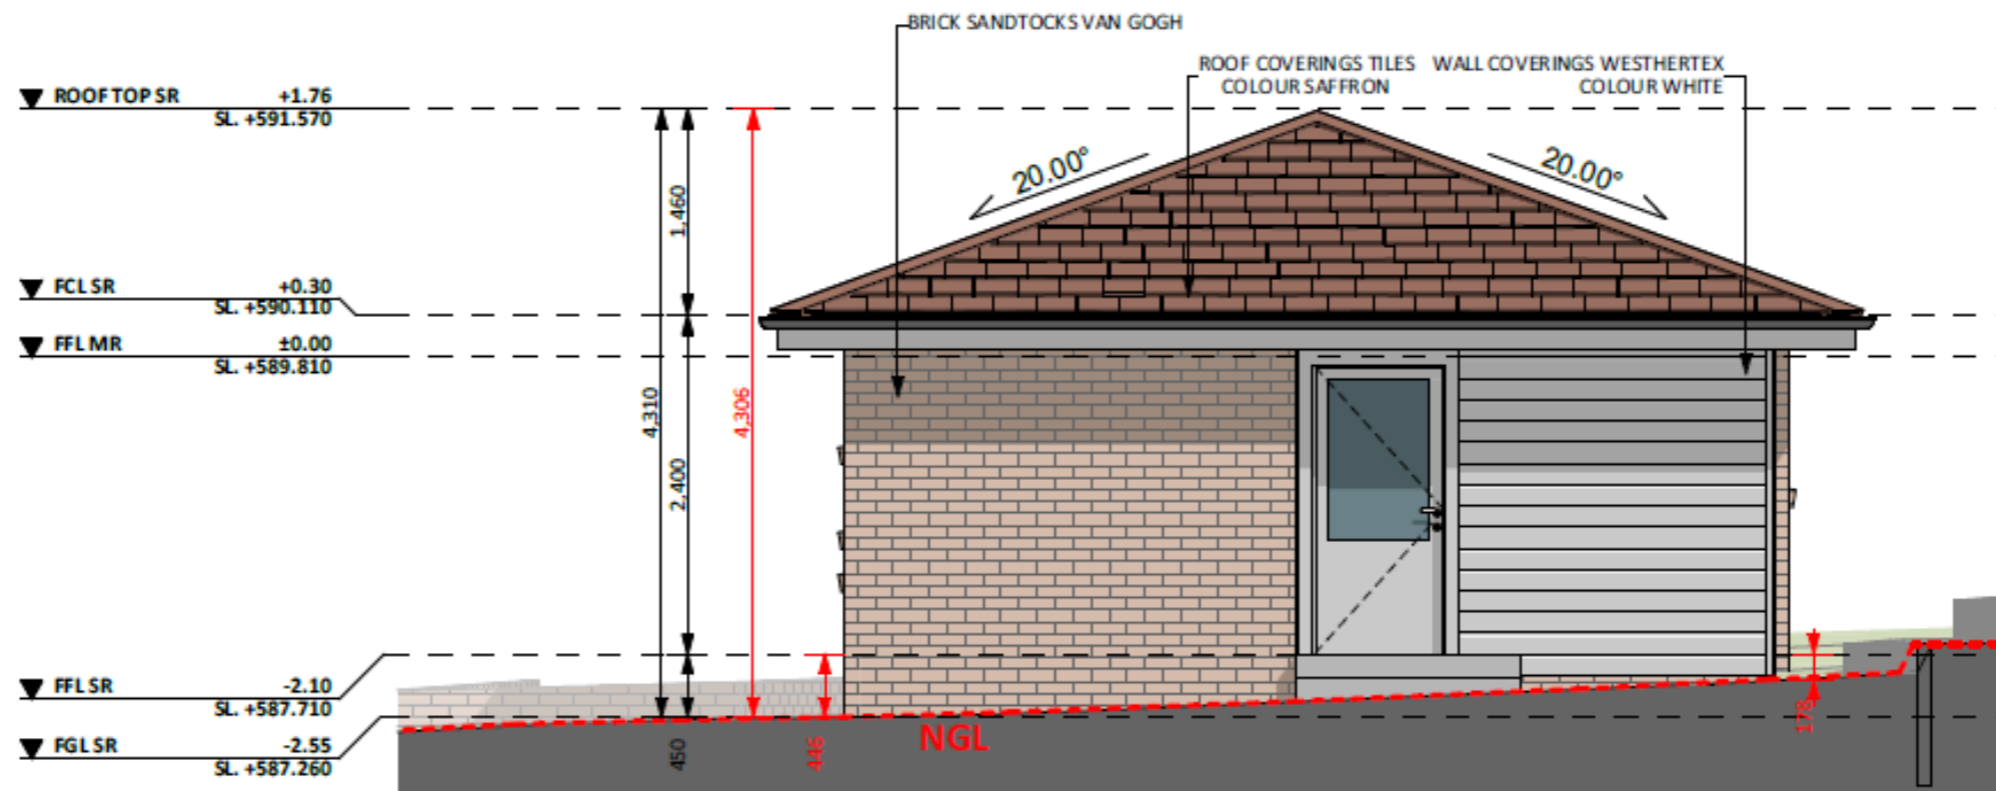 BRICK SANDTOCKS VAN GOGH
ROOF COVERINGS TILES
COLOUR SAFFRON
WALL COVERINGS WESTHERTEX
COLOUR WHITE
ROOF TOP SR +1.76
SL. +591.570
20.00°
20.00°
1,460
FCL SR +0.30
SL. +590.110
FFL MR ±0.00
SL. +589.810
4,310
4,306
2,400
FFL SR -2.10
SL. +587.710
FGL SR -2.55
SL. +587.260
450
446
NGL
178